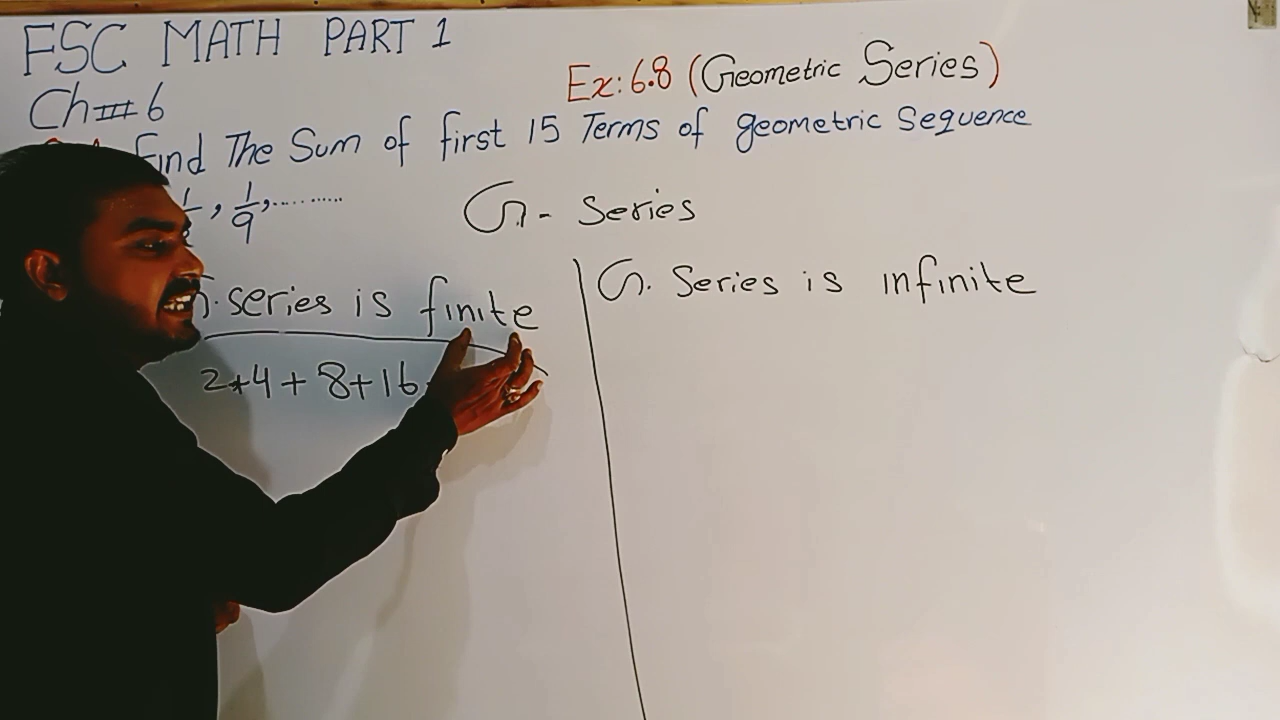 FSC MATH PART 1
Ex: 6.8 (Geometric Series)
Ch # 6
Find The Sum of first 15 Terms of geometric Sequence
, 1/9, ............
G. Series
series is finite
G. Series is infinite
2+4+8+16